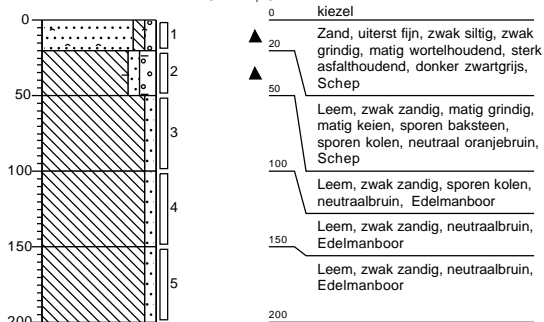 0
50
100
150
200
1
2
3
4
5
0
kiezel
Zand, uiterst fijn, zwak siltig, zwak
grindig, matig wortelhoudend, sterk
asfalthoudend, donker zwartgrijs,
Schep
20
Leem, zwak zandig, matig grindig,
matig keien, sporen baksteen,
sporen kolen, neutraal oranjebruin,
Schep
50
Leem, zwak zandig, sporen kolen,
neutraalbruin, Edelmanboor
100
Leem, zwak zandig, neutraalbruin,
Edelmanboor
150
Leem, zwak zandig, neutraalbruin,
Edelmanboor
200